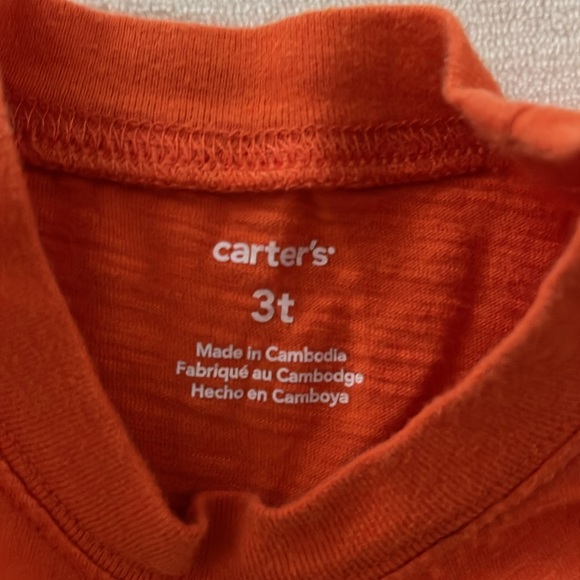 carter's
3t
Made in Cambodia
Fabriqué au Cambodge
Hecho en Camboya